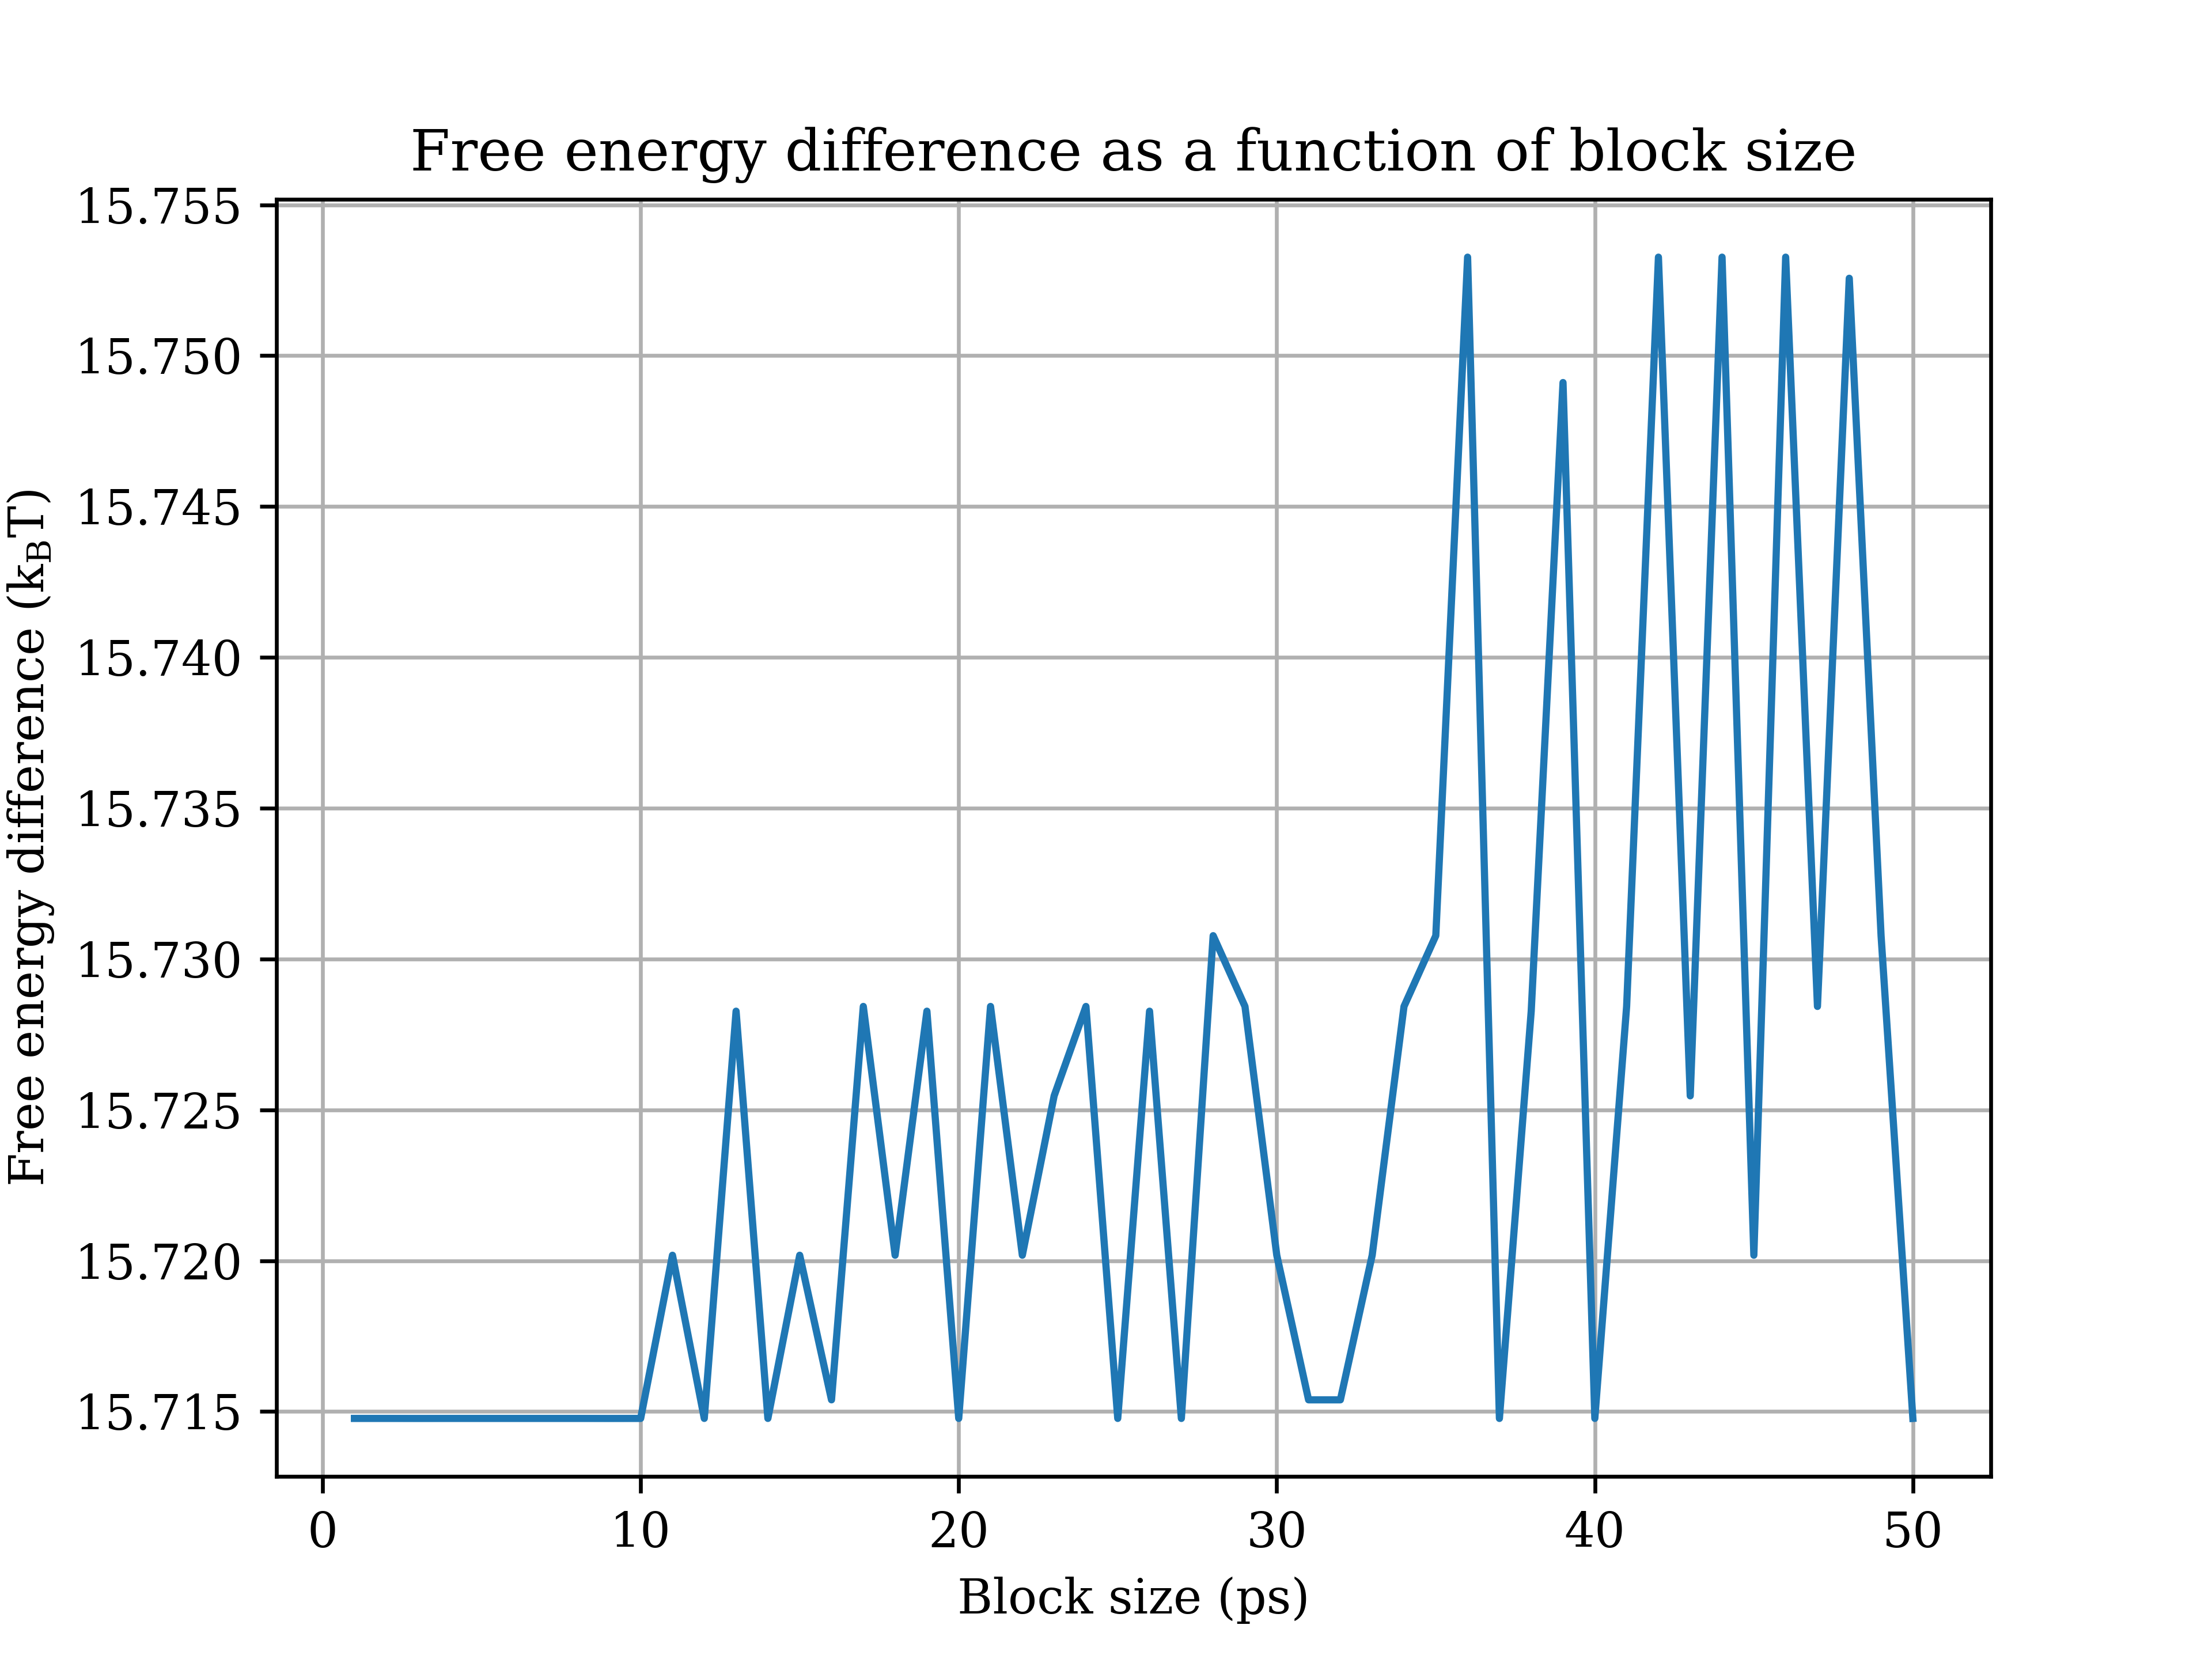 Free energy difference as a function of block size
15.755
15.750
15.745
15.740
15.735
15.730
15.725
15.720
15.715
Free energy difference (k_BT)
0 10 20 30 40 50
Block size (ps)